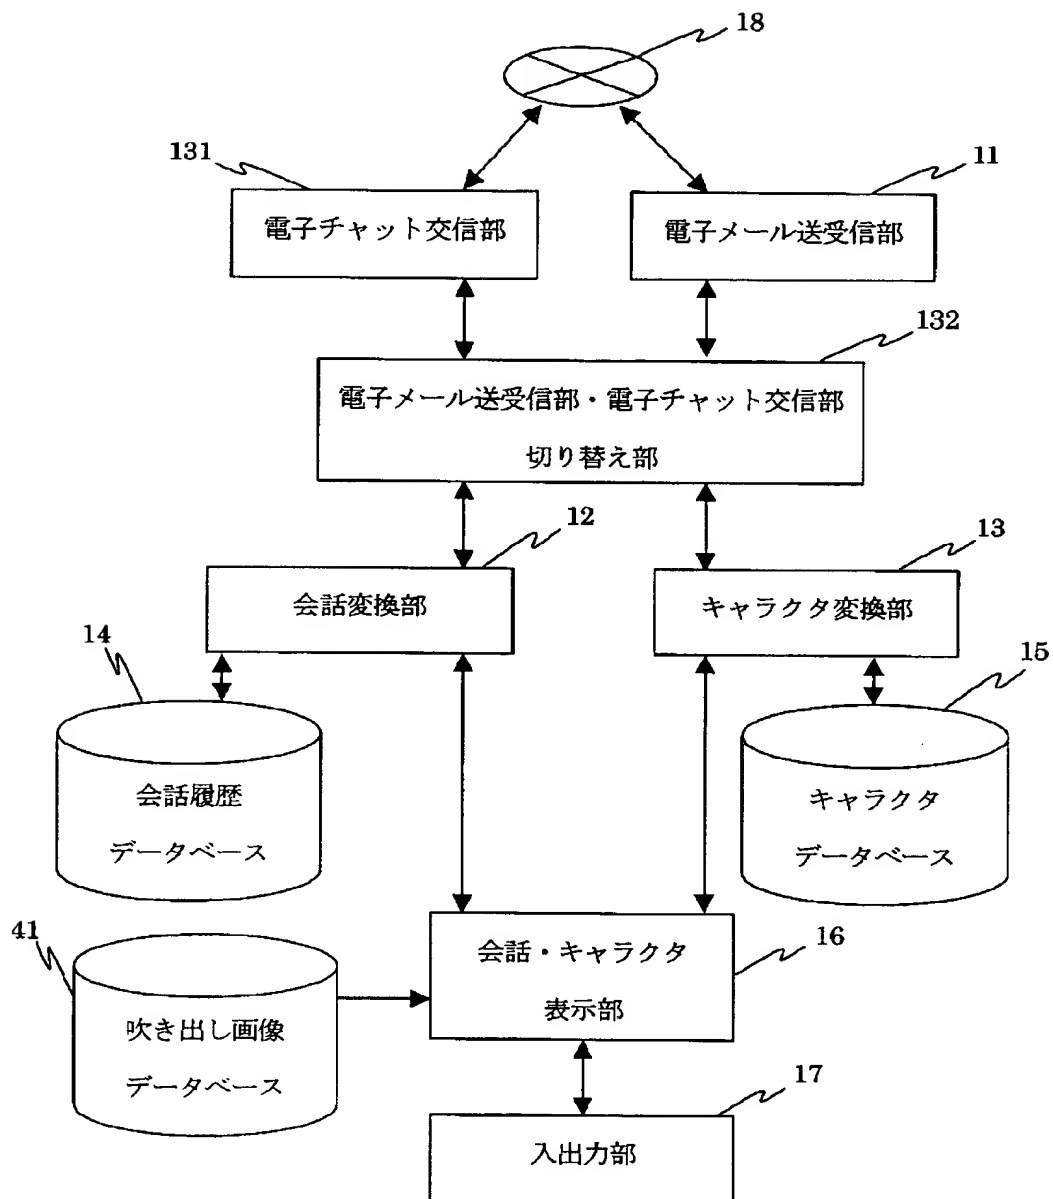 18
131
11
電子チャット交信部
電子メール送受信部
132
電子メール送受信部・電子チャット交信部
切り替え部
12
13
会話変換部
キャラクタ変換部
14
15
会話履歴
データベース
キャラクタ
データベース
41
16
会話・キャラクタ
表示部
吹き出し画像
データベース
17
入出力部